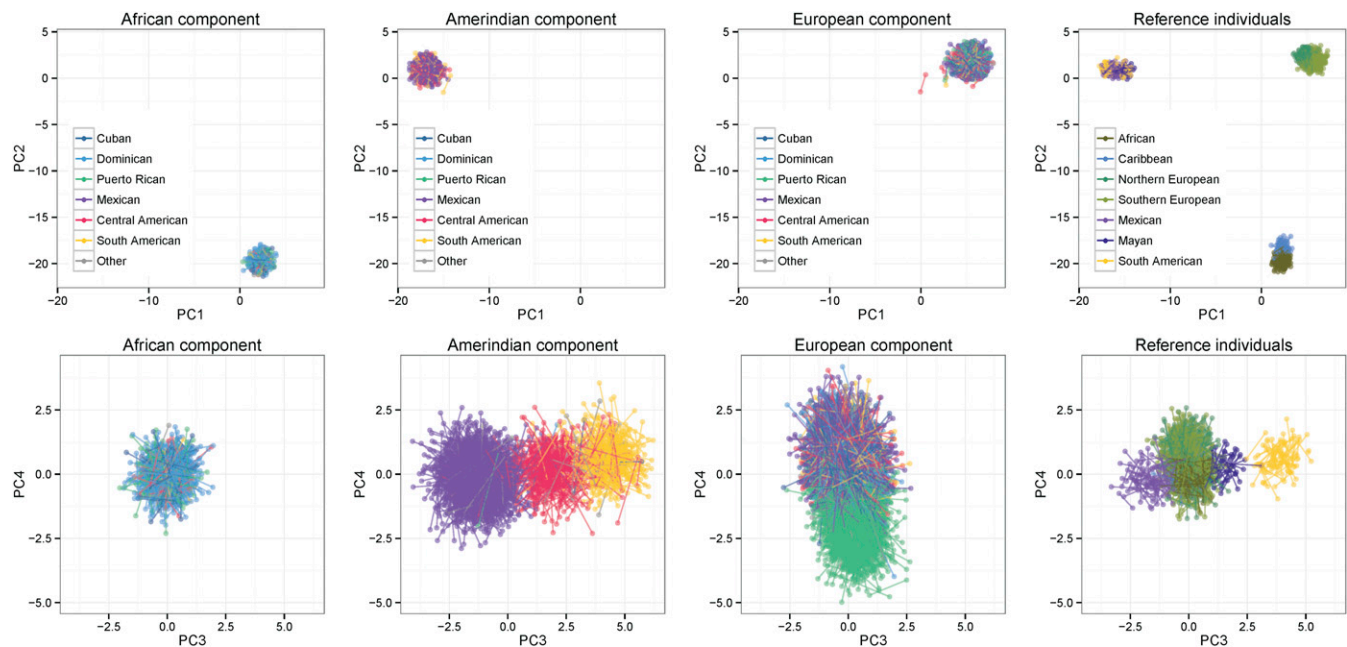 African component
Amerindian component
European component
Reference individuals
5
0
−5
−10
−15
−20
PC2
Cuban
Dominican
Puerto Rican
Mexican
Central American
South American
Other
−20
−10
0
PC1
5
0
−5
−10
−15
−20
PC2
Cuban
Dominican
Puerto Rican
Mexican
Central American
South American
Other
−20
−10
0
PC1
5
0
−5
−10
−15
−20
PC2
Cuban
Dominican
Puerto Rican
Mexican
Central American
South American
Other
−20
−10
0
PC1
5
0
−5
−10
−15
−20
PC2
African
Caribbean
Northern European
Southern European
Mexican
Mayan
South American
−20
−10
0
PC1
African component
Amerindian component
European component
Reference individuals
2.5
0.0
−2.5
−5.0
PC4
−2.5
0.0
2.5
5.0
PC3
2.5
0.0
−2.5
−5.0
PC4
−2.5
0.0
2.5
5.0
PC3
2.5
0.0
−2.5
−5.0
PC4
−2.5
0.0
2.5
5.0
PC3
2.5
0.0
−2.5
−5.0
PC4
−2.5
0.0
2.5
5.0
PC3